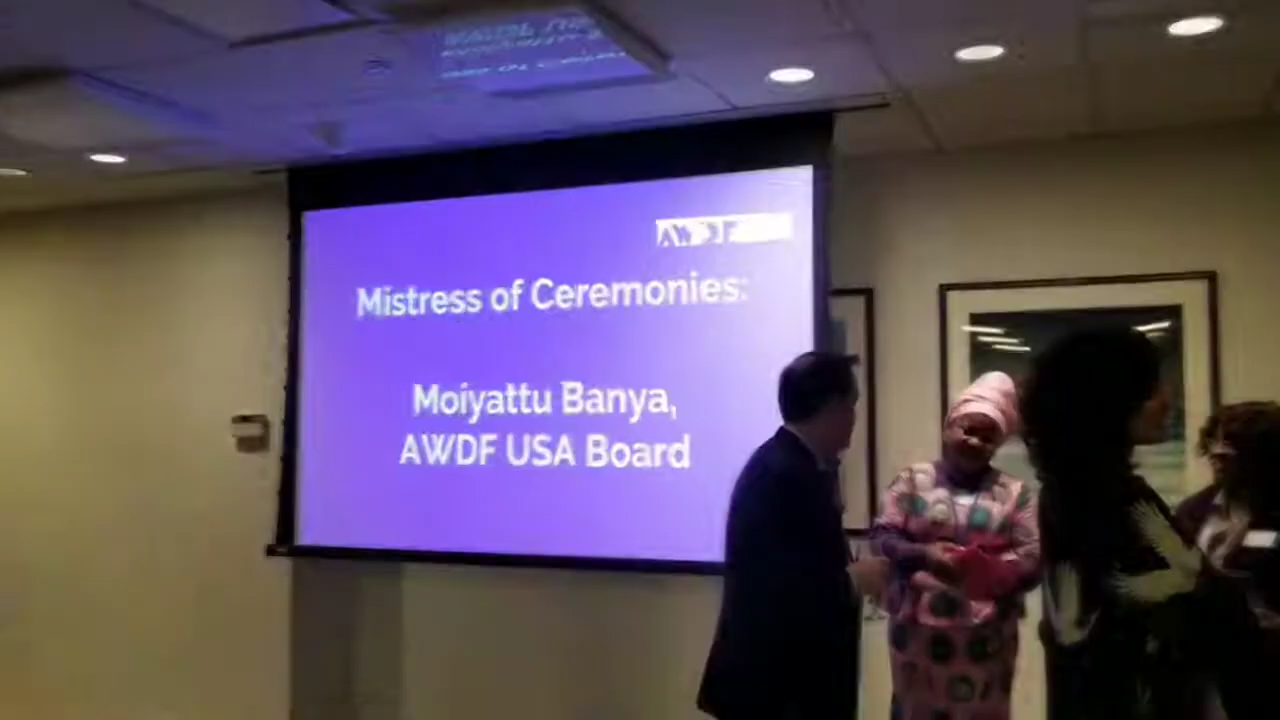 AWDF
Mistress of Ceremonies:
Moiyattu Banya,
AWDF USA Board